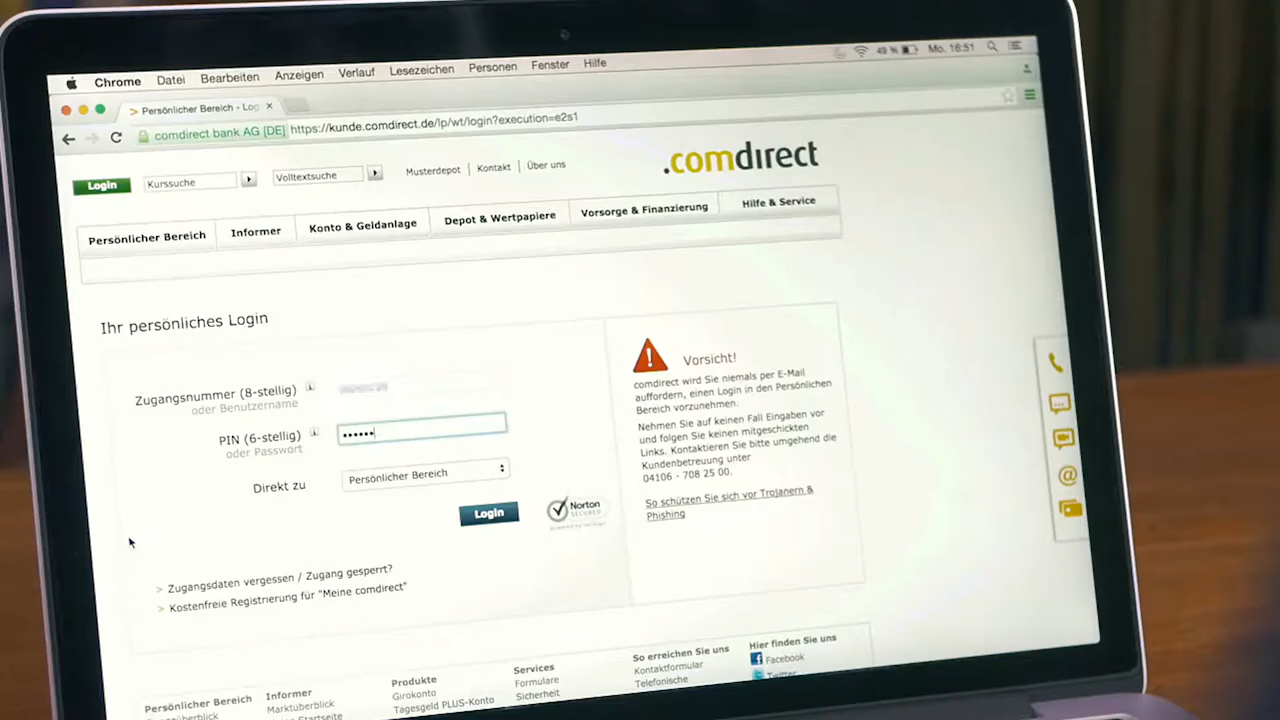 Chrome Datei Bearbeiten Anzeigen Verlauf Lesezeichen Personen Fenster Hilfe 49 % Mo. 16:51
> Persönlicher Bereich - Log
comdirect bank AG [DE] https://kunde.comdirect.de/lp/wt/login?execution=e2s1
Login Kurssuche Volltextsuche Musterdepot Kontakt Über uns
.comdirect
Persönlicher Bereich Informer Konto & Geldanlage Depot & Wertpapiere Vorsorge & Finanzierung Hilfe & Service
Ihr persönliches Login
Zugangsnummer (8-stellig)
oder Benutzername
PIN (6-stellig) ••••••
oder Passwort
Direkt zu Persönlicher Bereich
Login
Norton
SECURED
> Zugangsdaten vergessen / Zugang gesperrt?
> Kostenfreie Registrierung für "Meine comdirect"
Vorsicht!
comdirect wird Sie niemals per E-Mail
auffordern, einen Login in den Persönlichen
Bereich vorzunehmen.
Nehmen Sie auf keinen Fall Eingaben vor
und folgen Sie keinen mitgeschickten
Links. Kontaktieren Sie bitte umgehend die
Kundenbetreuung unter
04106 - 708 25 00.
So schützen Sie sich vor Trojanern &
Phishing
Persönlicher Bereich
Informer
Marktüberblick
Produkte
Girokonto
Tagesgeld PLUS-Konto
Services
Formulare
Sicherheit
So erreichen Sie uns
Kontaktformular
Telefonische
Hier finden Sie uns
Facebook
Twitter